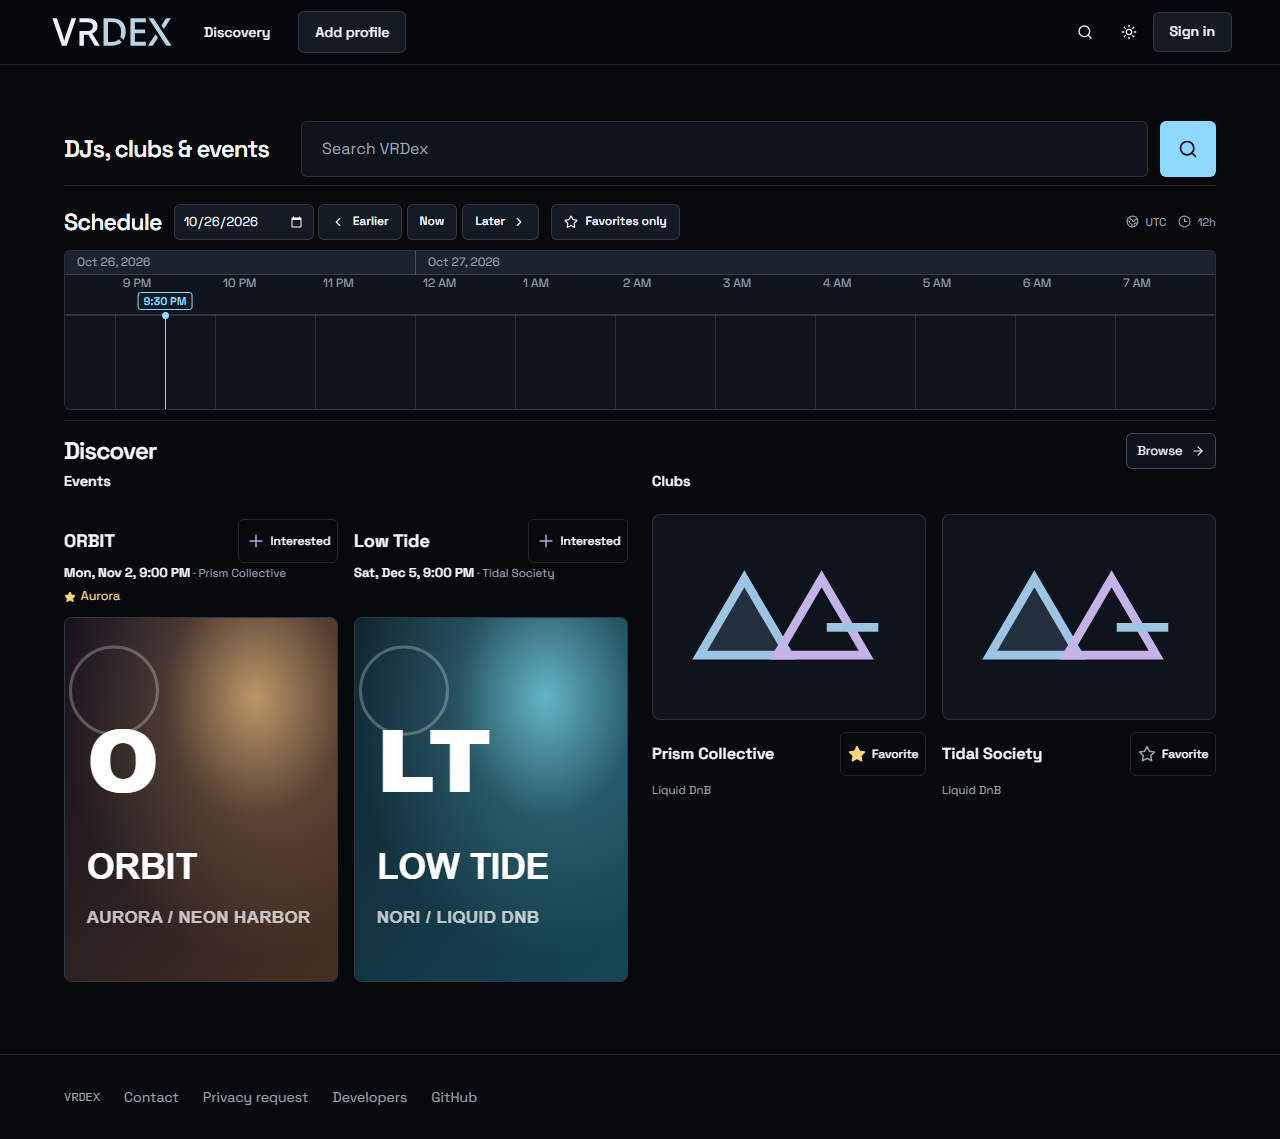 VRDEX
Discovery
Add profile
Sign in
DJs, clubs & events
Search VRDex
Schedule
10/26/2026
Earlier
Now
Later
Favorites only
UTC
12h
Oct 26, 2026
Oct 27, 2026
9 PM
10 PM
11 PM
12 AM
1 AM
2 AM
3 AM
4 AM
5 AM
6 AM
7 AM
9:30 PM
Discover
Browse
Events
Clubs
ORBIT
Interested
Mon, Nov 2, 9:00 PM · Prism Collective
Aurora
O
ORBIT
AURORA / NEON HARBOR
Low Tide
Interested
Sat, Dec 5, 9:00 PM · Tidal Society
LT
LOW TIDE
NORI / LIQUID DNB
Prism Collective
Favorite
Liquid DnB
Tidal Society
Favorite
Liquid DnB
VRDEX
Contact
Privacy request
Developers
GitHub